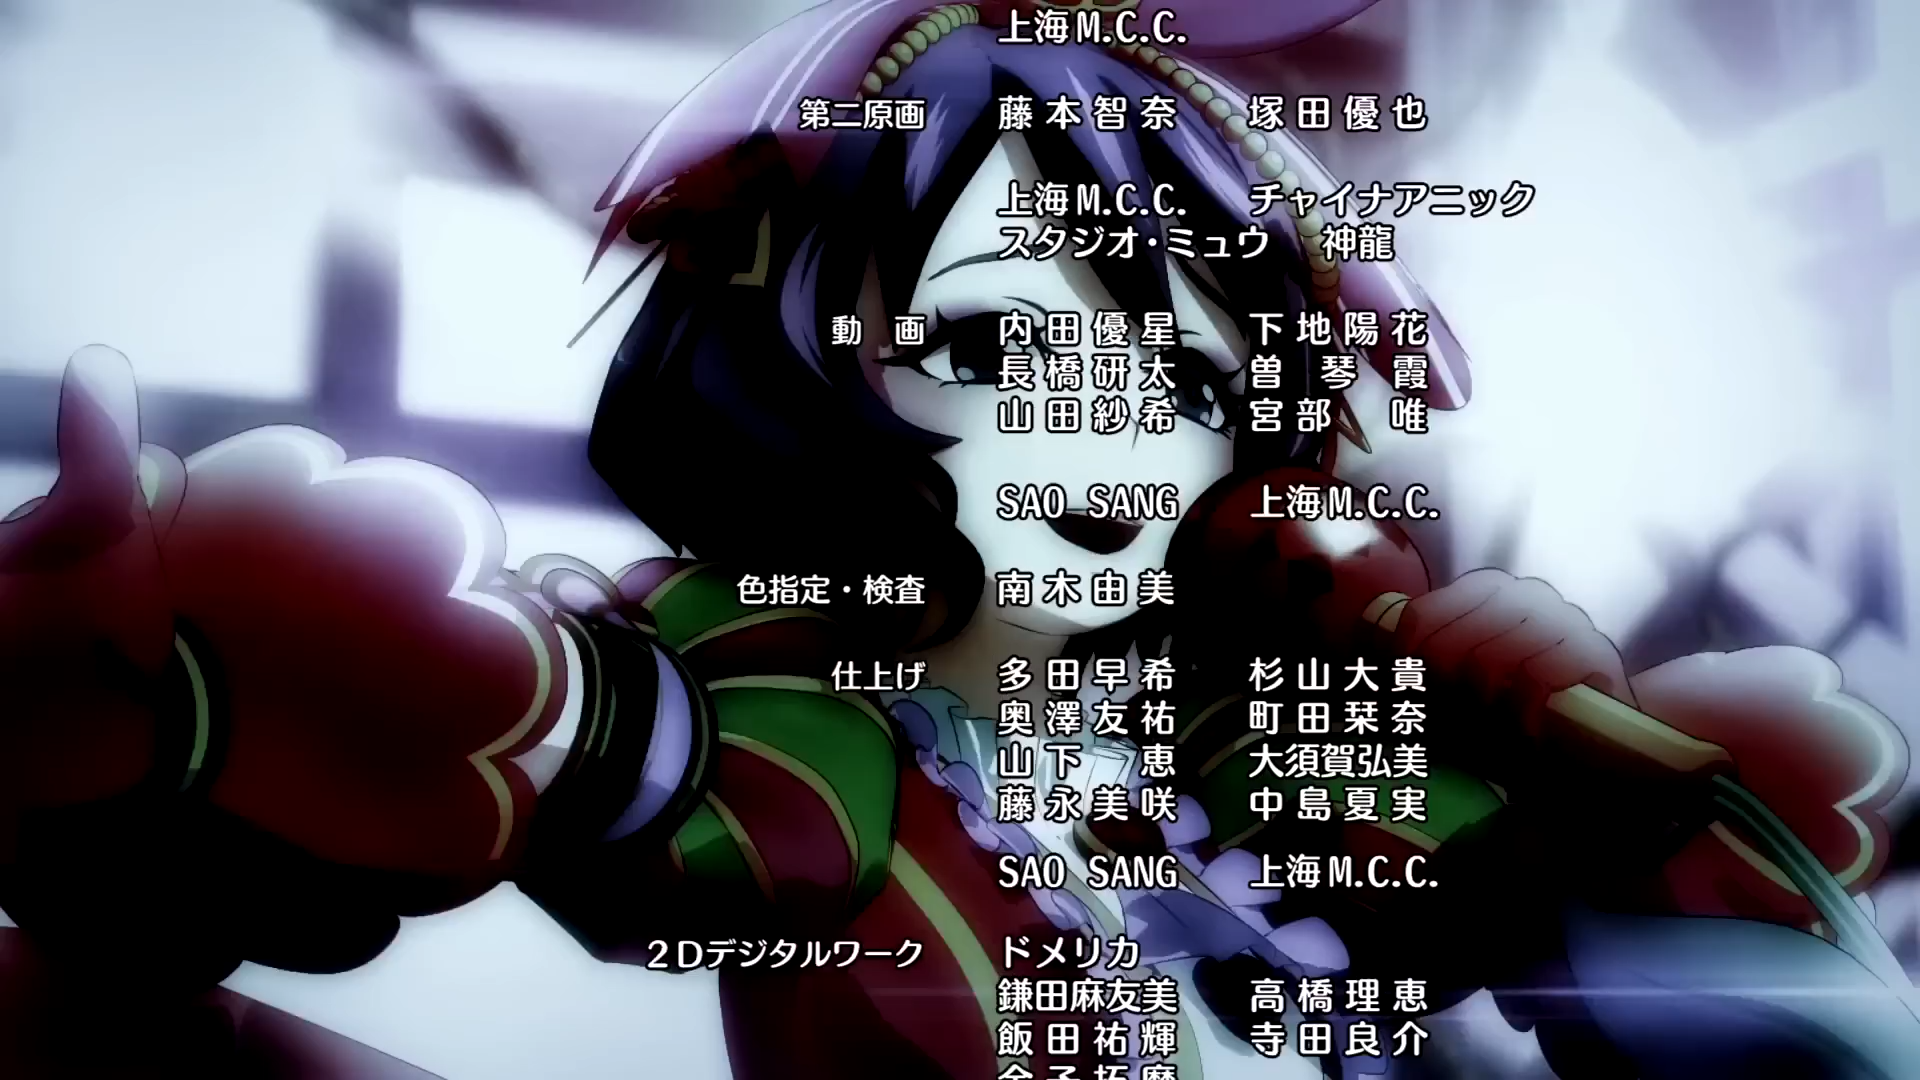 上海M.C.C.
第二原画 藤本智奈 塚田優也
上海M.C.C. チャイナアニック
スタジオ・ミュウ 神龍
動画 内田優星 下地陽花
長橋研太 曽琴霞
山田紗希 宮部唯
SAO SANG 上海M.C.C.
色指定・検査 南木由美
仕上げ 多田早希 杉山大貴
奥澤友祐 町田栞奈
山下恵 大須賀弘美
藤永美咲 中島夏実
SAO SANG 上海M.C.C.
2Dデジタルワーク ドメリカ
鎌田麻友美 高橋理恵
飯田祐輝 寺田良介